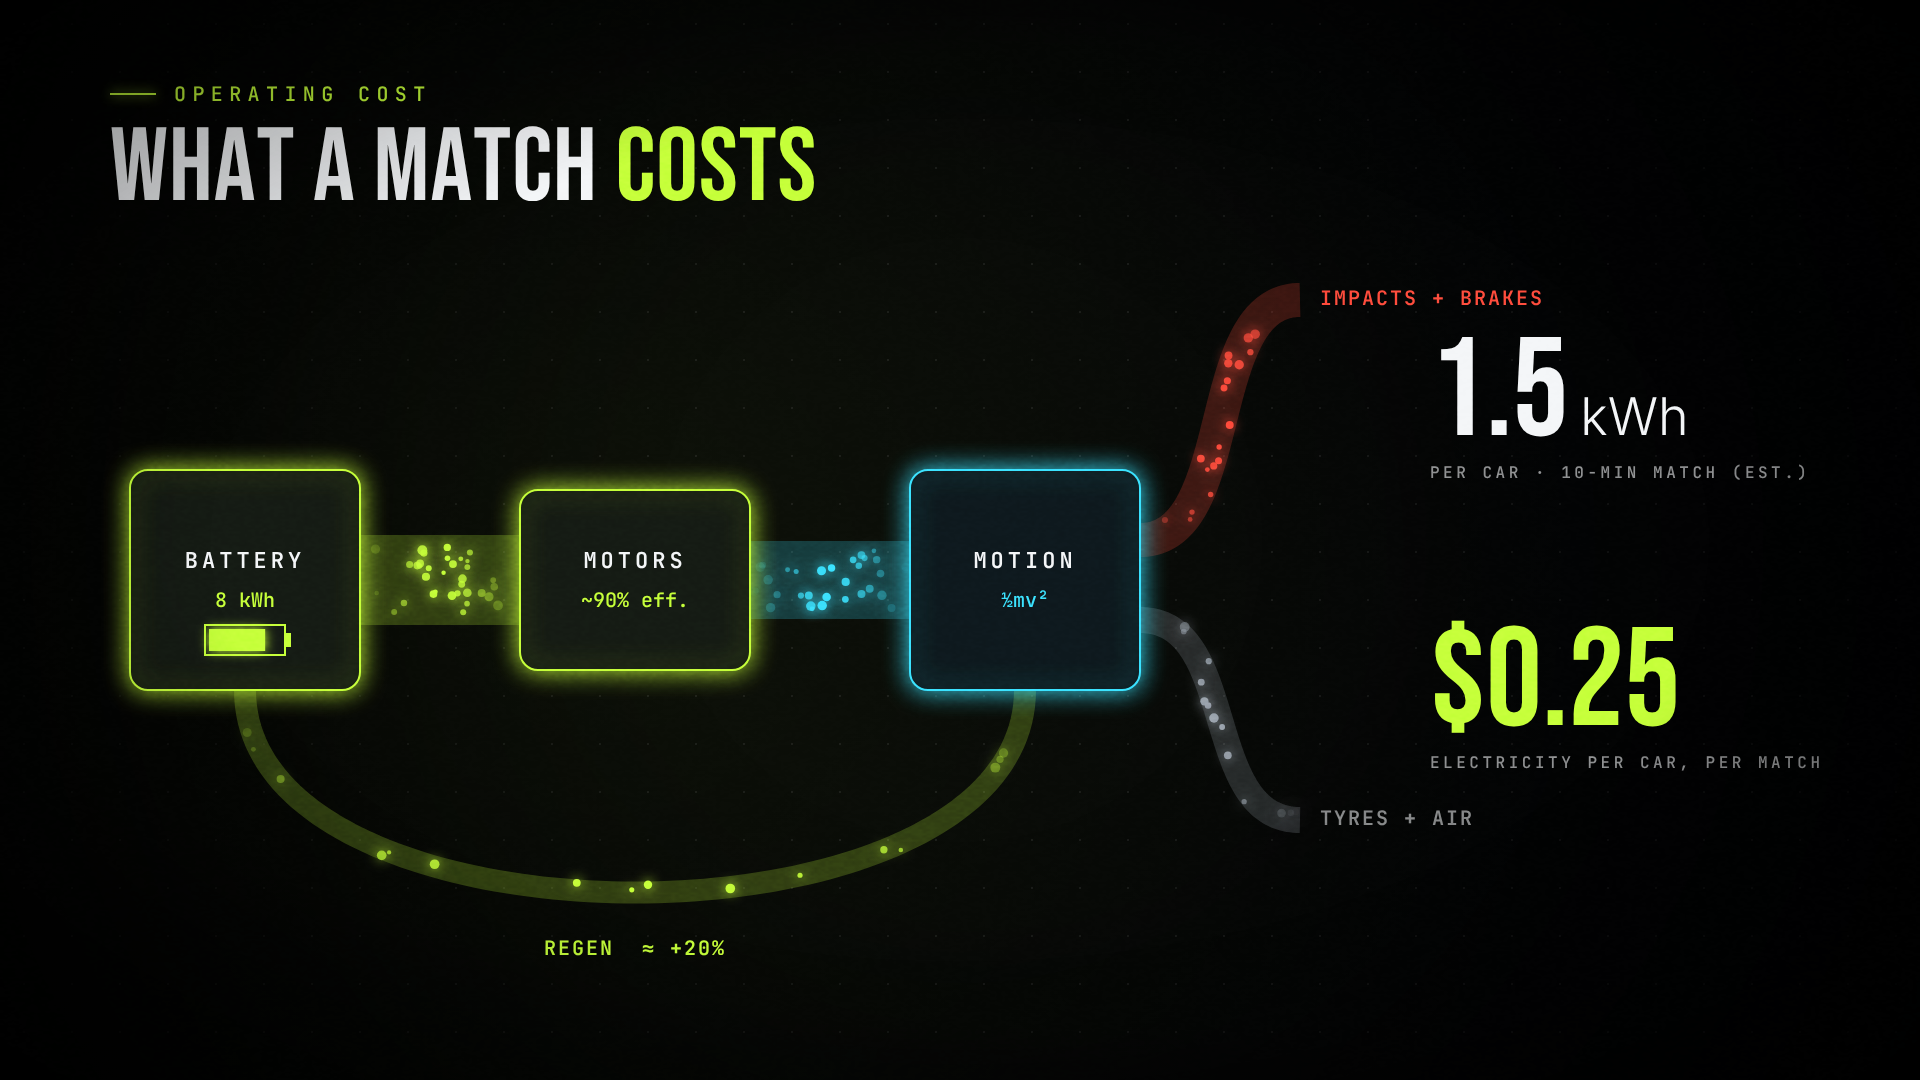 OPERATING COST
WHAT A MATCH COSTS
IMPACTS + BRAKES
1.5 kWh
PER CAR · 10-MIN MATCH (EST.)
BATTERY
8 kWh
MOTORS
~90% eff.
MOTION
½mv²
$0.25
ELECTRICITY PER CAR, PER MATCH
TYRES + AIR
REGEN ≈ +20%